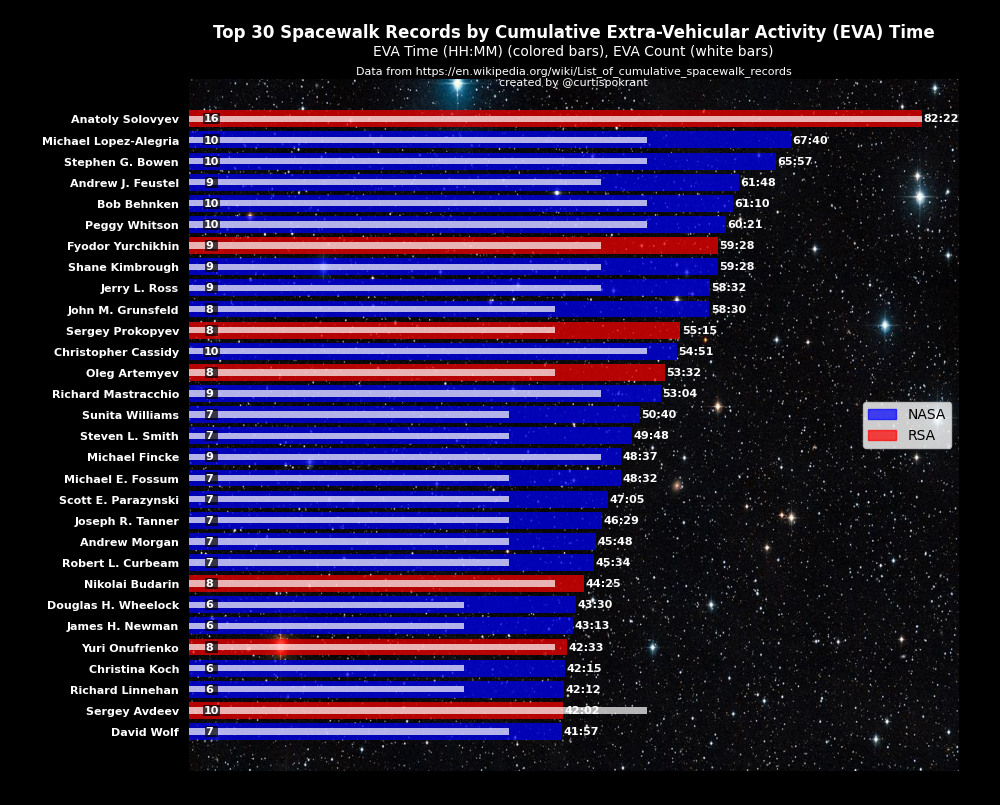 Top 30 Spacewalk Records by Cumulative Extra-Vehicular Activity (EVA) Time
EVA Time (HH:MM) (colored bars), EVA Count (white bars)
Data from https://en.wikipedia.org/wiki/List_of_cumulative_spacewalk_records
created by @curtispokrant
Anatoly Solovyev 16 82:22
Michael Lopez-Alegria 10 67:40
Stephen G. Bowen 10 65:57
Andrew J. Feustel 9 61:48
Bob Behnken 10 61:10
Peggy Whitson 10 60:21
Fyodor Yurchikhin 9 59:28
Shane Kimbrough 9 59:28
Jerry L. Ross 9 58:32
John M. Grunsfeld 8 58:30
Sergey Prokopyev 8 55:15
Christopher Cassidy 10 54:51
Oleg Artemyev 8 53:32
Richard Mastracchio 9 53:04
Sunita Williams 7 50:40
Steven L. Smith 7 49:48
Michael Fincke 9 48:37
Michael E. Fossum 7 48:32
Scott E. Parazynski 7 47:05
Joseph R. Tanner 7 46:29
Andrew Morgan 7 45:48
Robert L. Curbeam 7 45:34
Nikolai Budarin 8 44:25
Douglas H. Wheelock 6 43:30
James H. Newman 6 43:13
Yuri Onufrienko 8 42:33
Christina Koch 6 42:15
Richard Linnehan 6 42:12
Sergey Avdeev 10 42:02
David Wolf 7 41:57
NASA
RSA